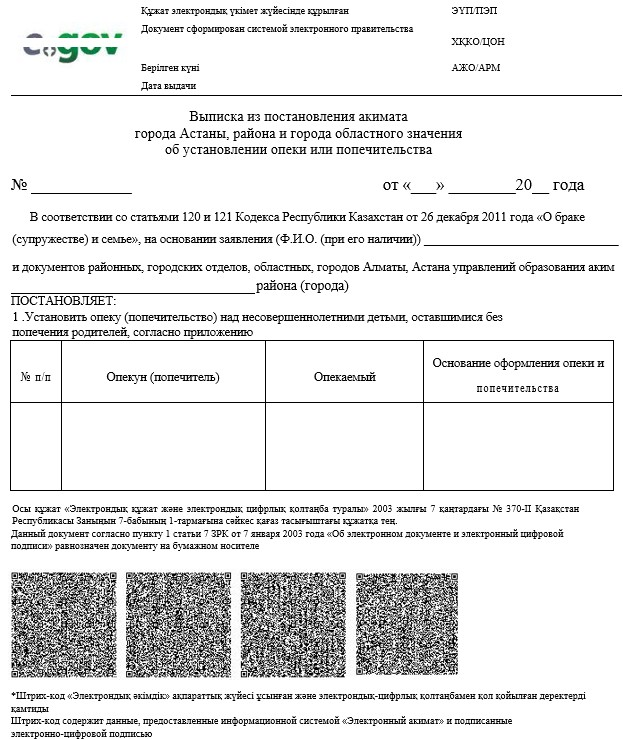 Құжат электрондық үкімет жүйесінде құрылған ЭҮП/ПЭП
egov
Документ сформирован системой электронного правительства
ХҚКО/ЦОН
Берілген күні АЖО/АРМ
Дата выдачи
Выписка из постановления акимата
города Астаны, района и города областного значения
об установлении опеки или попечительства
№ _____________ от «___» _________20__ года
В соответствии со статьями 120 и 121 Кодекса Республики Казахстан от 26 декабря 2011 года «О браке
(супружестве) и семье», на основании заявления (Ф.И.О. (при его наличии)) ______________________________
и документов районных, городских отделов, областных, городов Алматы, Астана управлений образования аким
______________________________________района (города)
ПОСТАНОВЛЯЕТ:
1 .Установить опеку (попечительство) над несовершеннолетними детьми, оставшимися без
попечения родителей, согласно приложению
№ п/п Опекун (попечитель) Опекаемый Основание оформления опеки и
попечительства
Осы құжат «Электрондық құжат және электрондық цифрлық қолтаңба туралы» 2003 жылғы 7 қаңтардағы № 370-II Қазақстан
Республикасы Заңының 7-бабының 1-тармағына сәйкес қағаз тасығыштағы құжатқа тең.
Данный документ согласно пункту 1 статьи 7 ЗРК от 7 января 2003 года «Об электронном документе и электронный цифровой
подписи» равнозначен документу на бумажном носителе
*Штрих-код «Электрондық әкімдік» ақпараттық жүйесі ұсынған және электрондық-цифрлық қолтаңбамен қол қойылған деректерді
қамтиды
Штрих-код содержит данные, предоставленные информационной системой «Электронный акимат» и подписанные
электронно-цифровой подписью